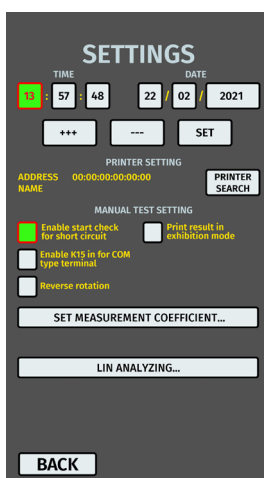 SETTINGS
TIME DATE
13 : 57 : 48 22 / 02 / 2021
+++ --- SET
PRINTER SETTING
ADDRESS 00:00:00:00:00:00
NAME
PRINTER
SEARCH
MANUAL TEST SETTING
Enable start check
for short circuit
Print result in
exhibition mode
Enable K15 in for COM
type terminal
Reverse rotation
SET MEASUREMENT COEFFICIENT...
LIN ANALYZING...
BACK